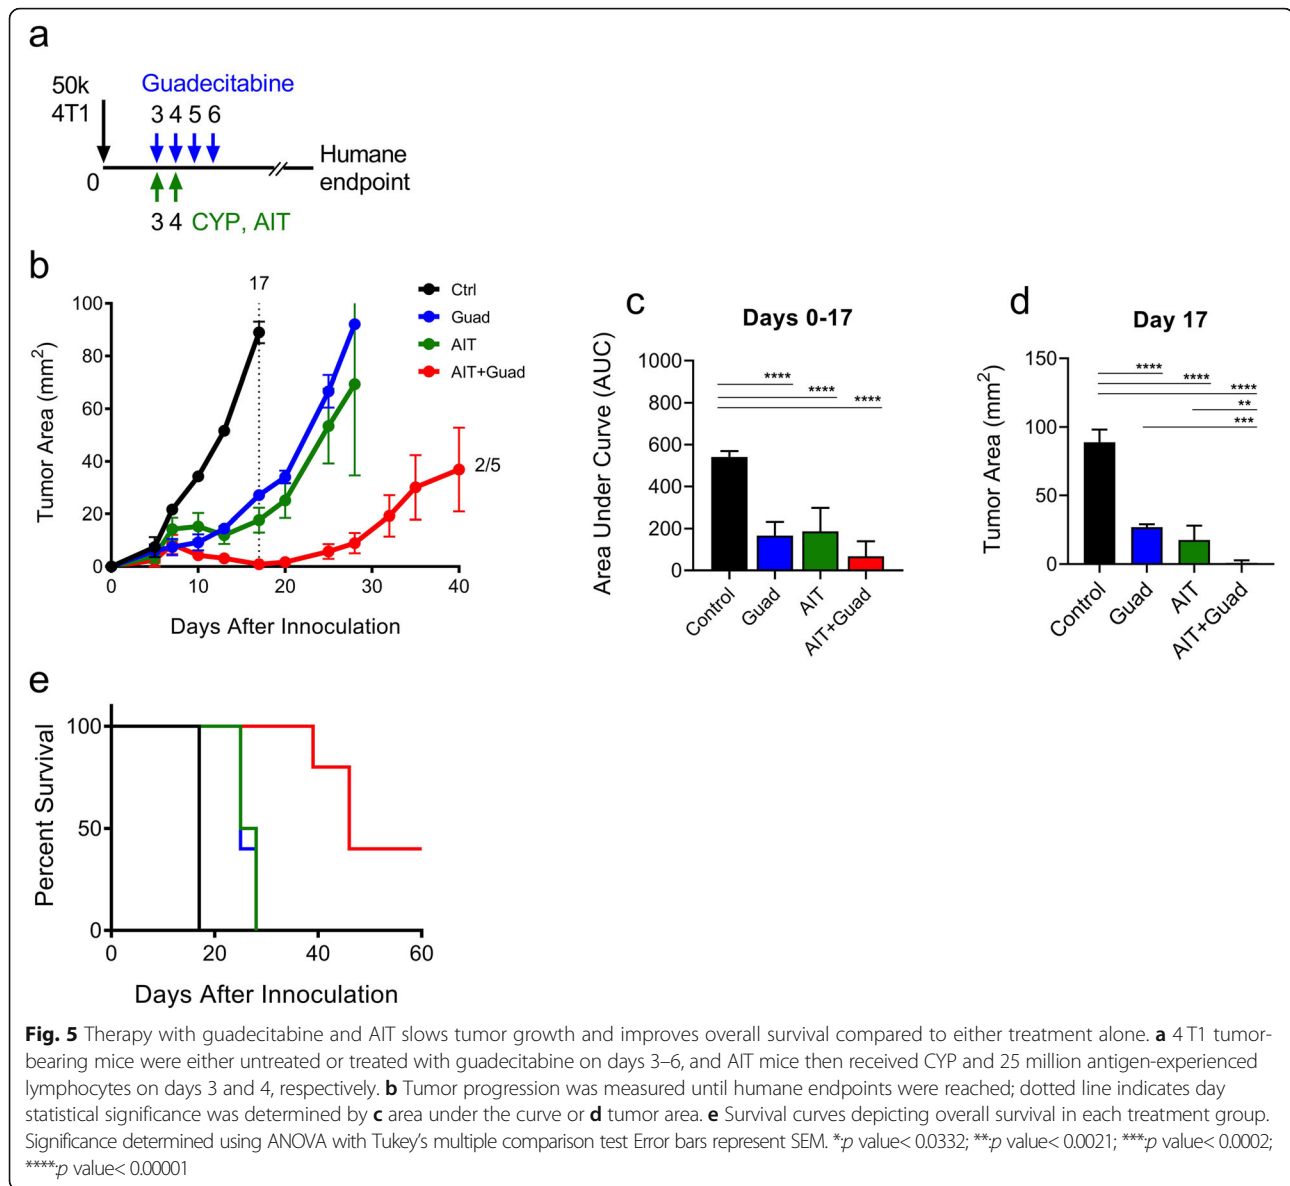 a
50k
4T1
Guadecitabine
3 4 5 6
0
Humane
endpoint
3 4 CYP, AIT
b
17
Ctrl
Guad
AIT
AIT+Guad
2/5
100
80
60
40
20
0
Tumor Area (mm²)
0 10 20 30 40
Days After Innoculation
c
Days 0-17
1000
800
600
400
200
0
Area Under Curve (AUC)
****
****
****
Control
Guad
AIT
AIT+Guad
d
Day 17
150
100
50
0
Tumor Area (mm²)
****
****
****
**
***
Control
Guad
AIT
AIT+Guad
e
100
50
0
Percent Survival
0 20 40 60
Days After Innoculation
Fig. 5 Therapy with guadecitabine and AIT slows tumor growth and improves overall survival compared to either treatment alone. a 4 T1 tumor-
bearing mice were either untreated or treated with guadecitabine on days 3–6, and AIT mice then received CYP and 25 million antigen-experienced
lymphocytes on days 3 and 4, respectively. b Tumor progression was measured until humane endpoints were reached; dotted line indicates day
statistical significance was determined by c area under the curve or d tumor area. e Survival curves depicting overall survival in each treatment group.
Significance determined using ANOVA with Tukey's multiple comparison test Error bars represent SEM. *:p value< 0.0332; **:p value< 0.0021; ***:p value< 0.0002;
****:p value< 0.00001